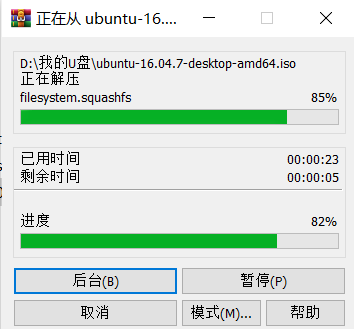 正在从 ubuntu-16....
D:\我的U盘\ubuntu-16.04.7-desktop-amd64.iso
正在解压
filesystem.squashfs 85%
已用时间 00:00:23
剩余时间 00:00:05
进度 82%
后台(B) 暂停(P)
取消 模式(M)... 帮助